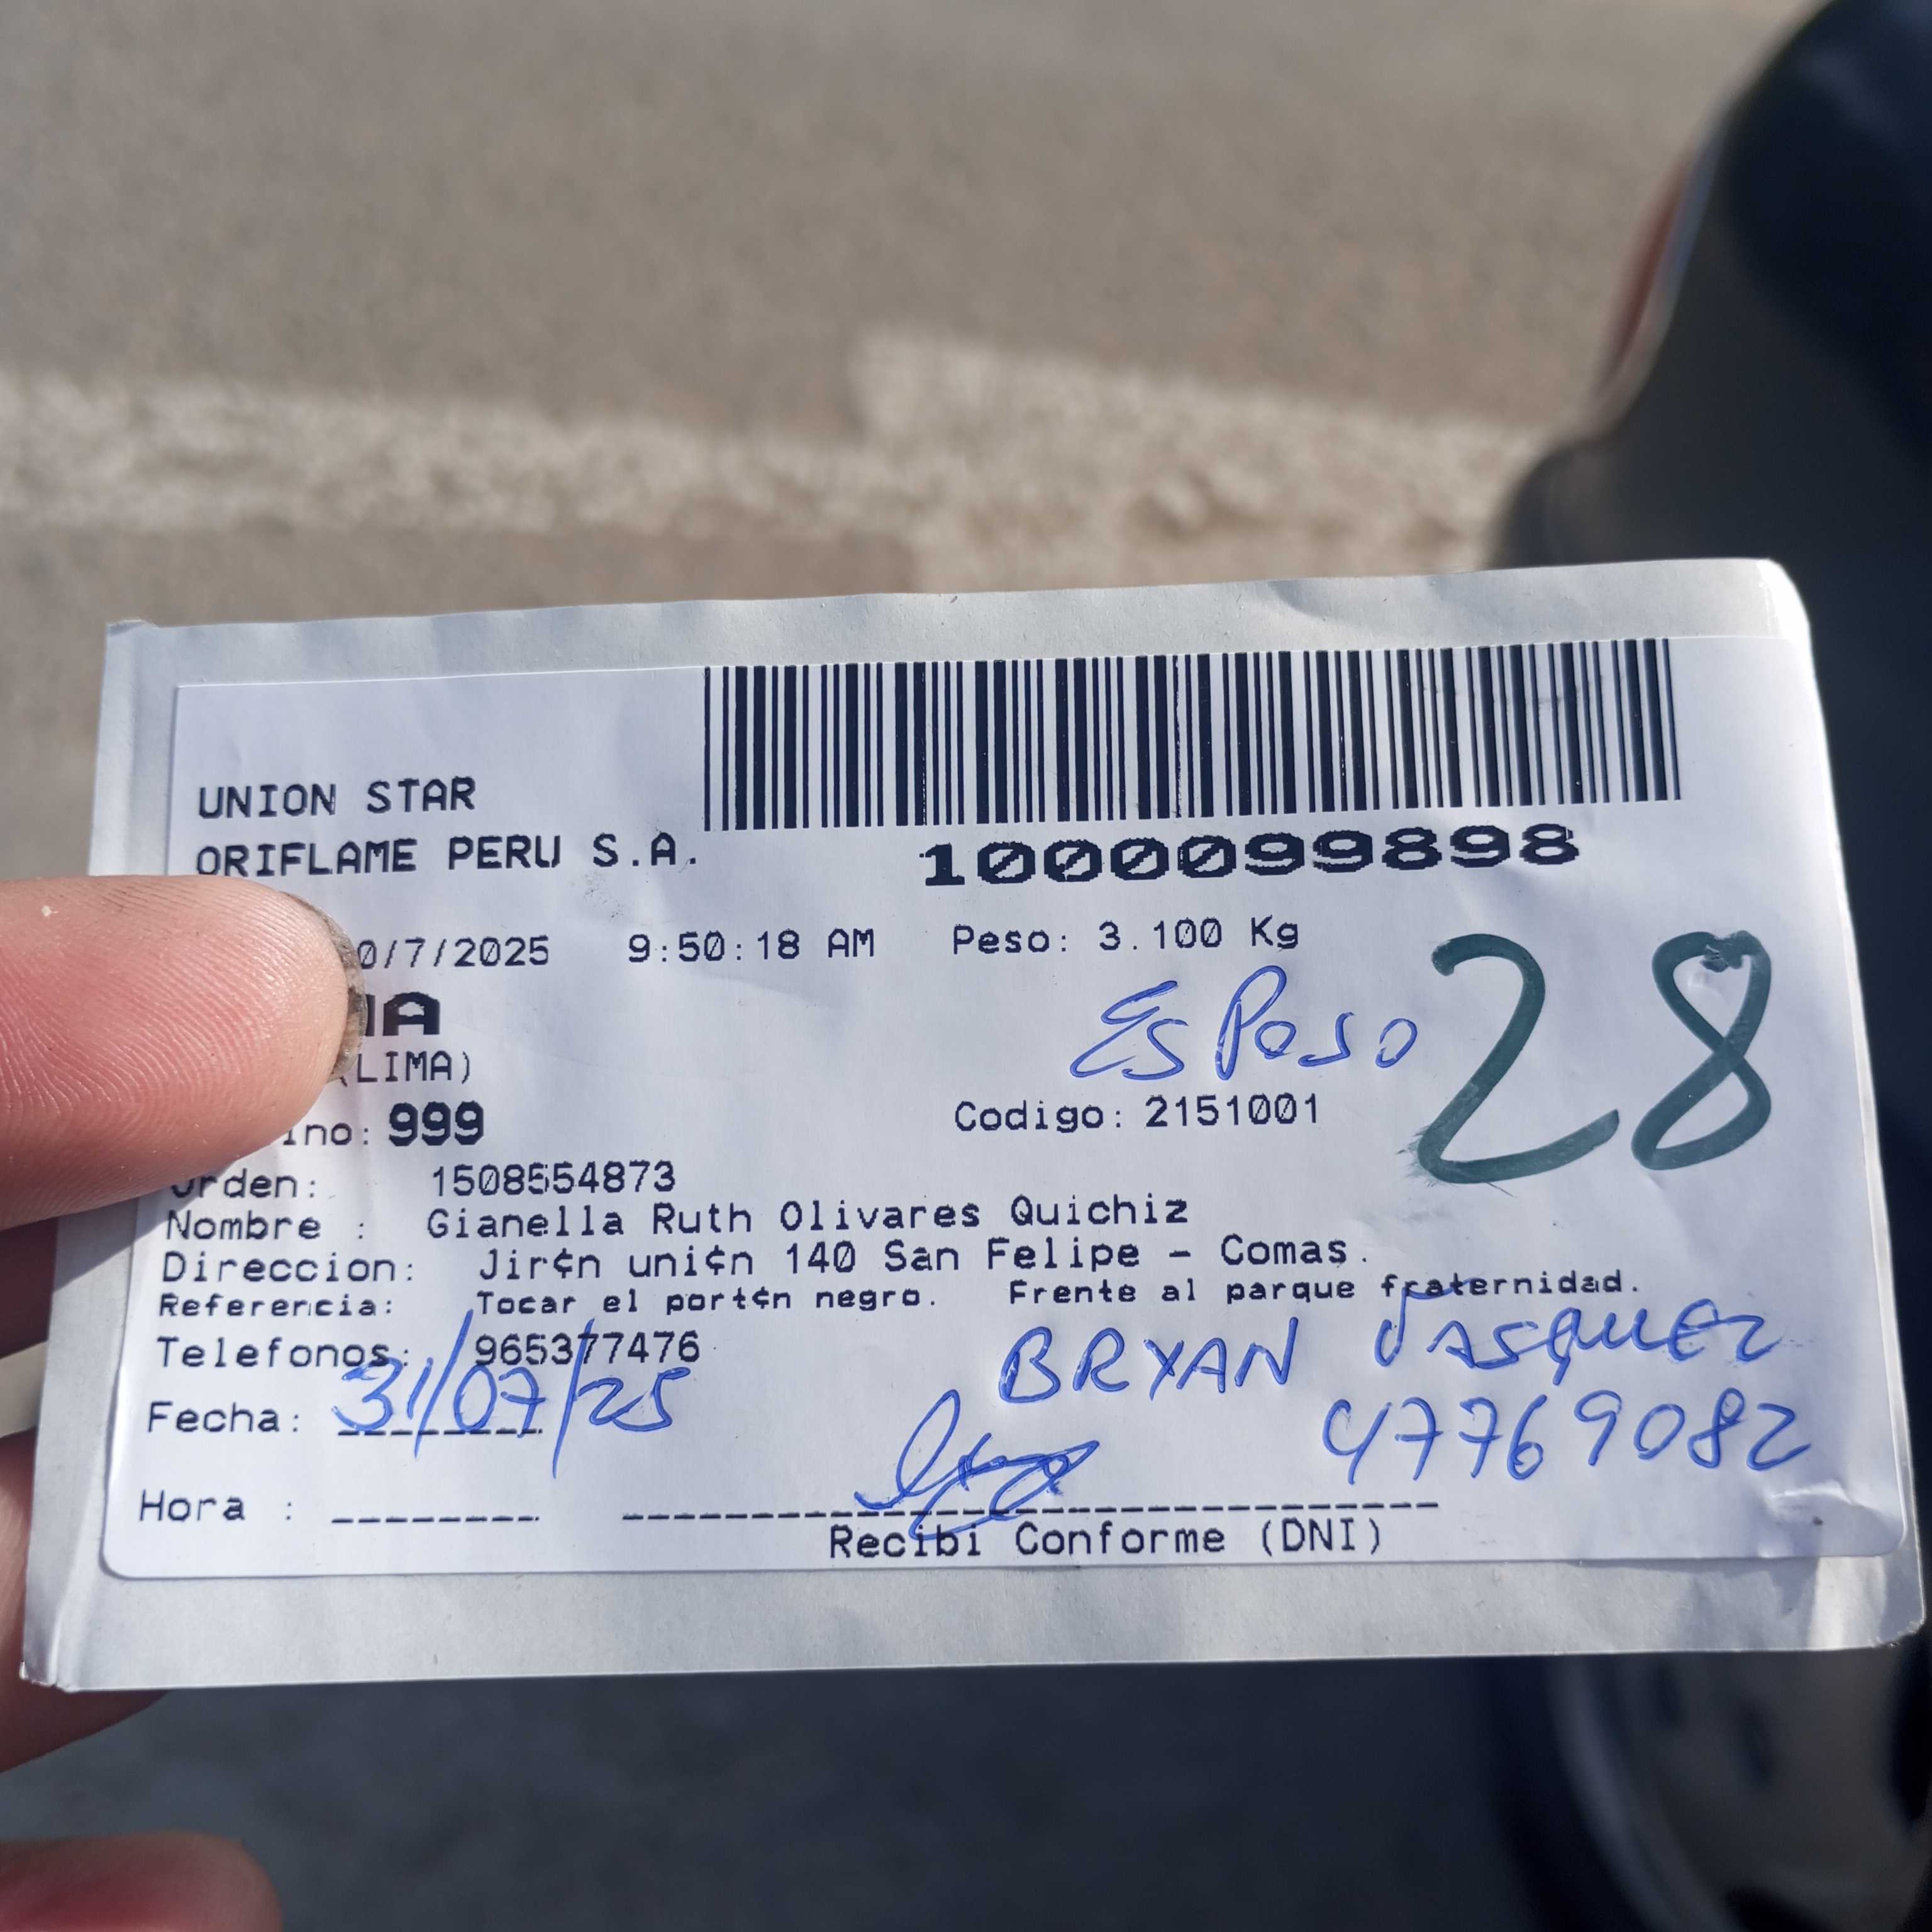 UNION STAR
ORIFLAME PERU S.A.
1000099898
0/7/2025 9:50:18 AM Peso: 3.100 Kg
28
IA
Esposo
(LIMA)
ino: 999
Codigo: 2151001
Orden: 1508554873
Nombre : Gianella Ruth Olivares Quichiz
Direccion: Jir¢n uni¢n 140 San Felipe - Comas.
Referencia: Tocar el port¢n negro. Frente al parque fraternidad.
Telefonos: 965377476
BRYAN VASQUEZ
Fecha: 31/07/25
47769082
Hora :
Recibi Conforme (DNI)